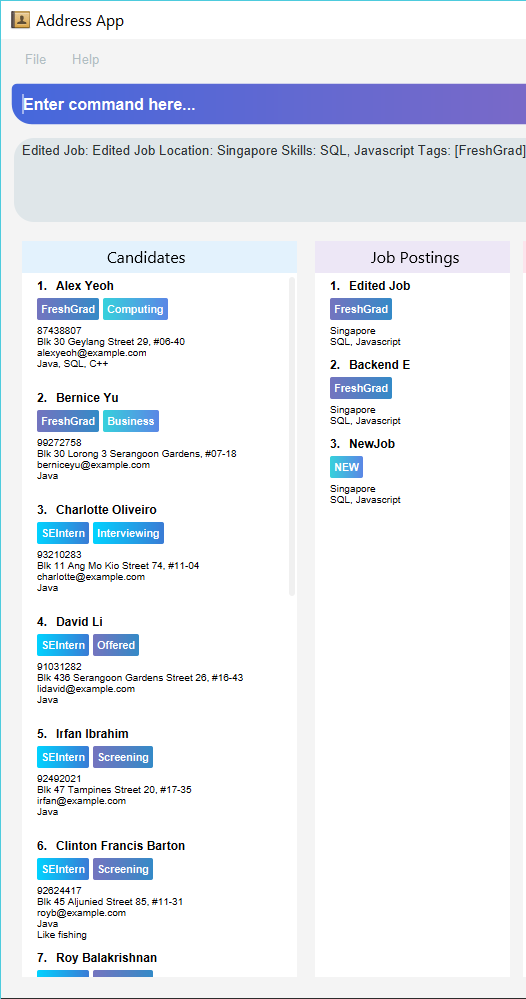 Address App
File Help
Enter command here...
Edited Job: Edited Job Location: Singapore Skills: SQL, Javascript Tags: [FreshGrad]
Candidates
1. Alex Yeoh
FreshGrad Computing
87438807
Blk 30 Geylang Street 29, #06-40
alexyeoh@example.com
Java, SQL, C++
2. Bernice Yu
FreshGrad Business
99272758
Blk 30 Lorong 3 Serangoon Gardens, #07-18
berniceyu@example.com
Java
3. Charlotte Oliveiro
SEIntern Interviewing
93210283
Blk 11 Ang Mo Kio Street 74, #11-04
charlotte@example.com
Java
4. David Li
SEIntern Offered
91031282
Blk 436 Serangoon Gardens Street 26, #16-43
lidavid@example.com
Java
5. Irfan Ibrahim
SEIntern Screening
92492021
Blk 47 Tampines Street 20, #17-35
irfan@example.com
Java
6. Clinton Francis Barton
SEIntern Screening
92624417
Blk 45 Aljunied Street 85, #11-31
royb@example.com
Java
Like fishing
7. Roy Balakrishnan
Job Postings
1. Edited Job
FreshGrad
Singapore
SQL, Javascript
2. Backend E
FreshGrad
Singapore
SQL, Javascript
3. NewJob
NEW
Singapore
SQL, Javascript